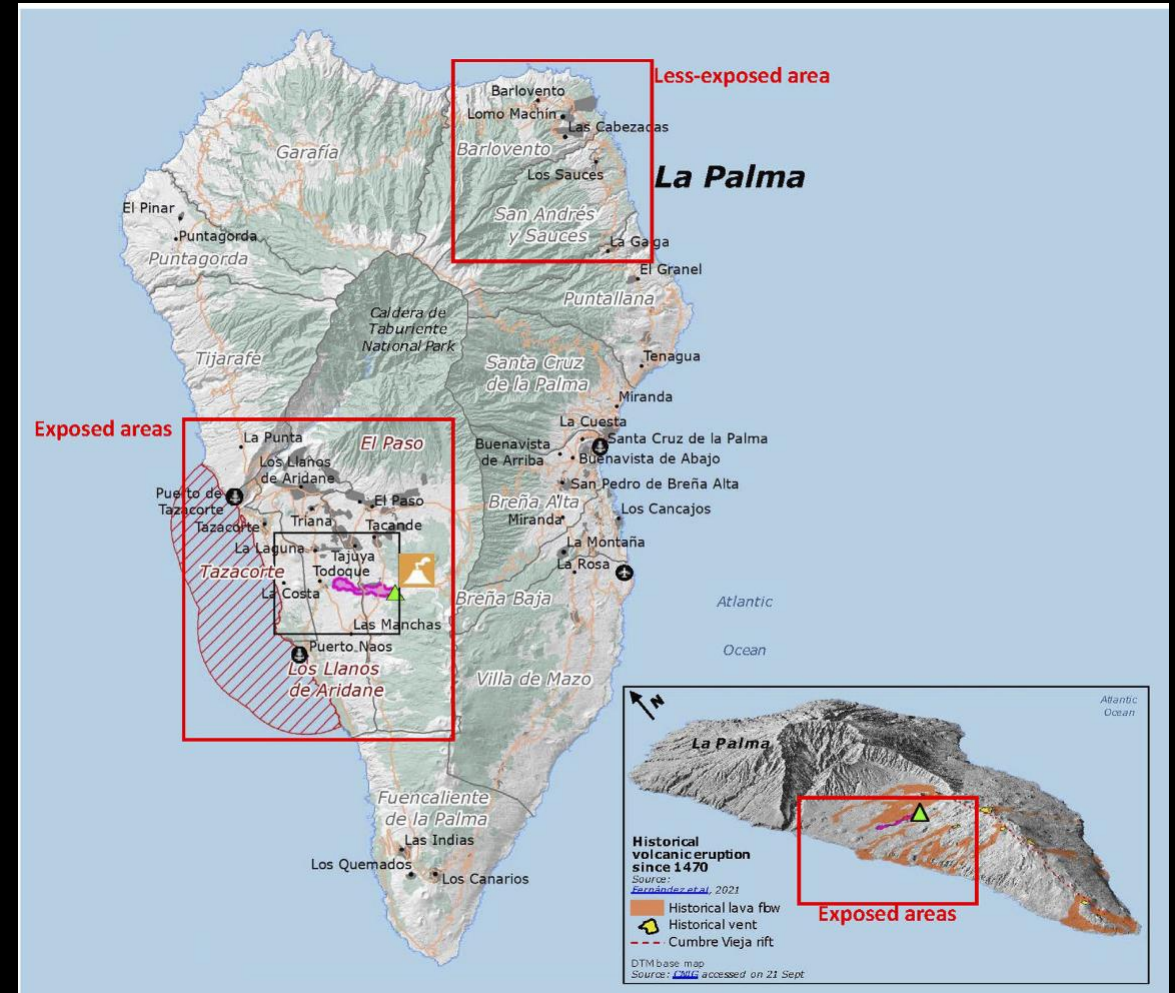 Less-exposed area
Barlovento
Lomo Machín
Las Cabezadas
Garafía
Barlovento
Los Sauces
La Palma
El Pinar
San Andrés
y Sauces
Puntagorda
La Galga
Puntagorda
El Granel
Puntallana
Caldera de
Taburiente
National Park
Tijarafe
Santa Cruz
de la Palma
Tenagua
Miranda
Exposed areas
La Cuesta
La Punta
El Paso
Buenavista
de Arriba
Santa Cruz de la Palma
Buenavista de Abajo
Los Llanos
de Aridane
San Pedro de Breña Alta
Puerto de
Tazacorte
El Paso
Breña Alta
Los Cancajos
Tazacorte
Triana
Tacande
Miranda
La Laguna
Tajuya
La Montaña
Tazacorte
Todoque
La Rosa
La Costa
Breña Baja
Atlantic
Ocean
Las Manchas
Puerto Naos
Los Llanos
de Aridane
Villa de Mazo
Fuencaliente
de la Palma
Las Indias
Los Quemados
Los Canarios
N
Atlantic
Ocean
La Palma
Historical
volcanic eruption
since 1470
Source:
Fernández et al, 2021
Exposed areas
Historical lava flow
Historical vent
Cumbre Vieja rift
DTM base map
Source: CNIG accessed on 21 Sept